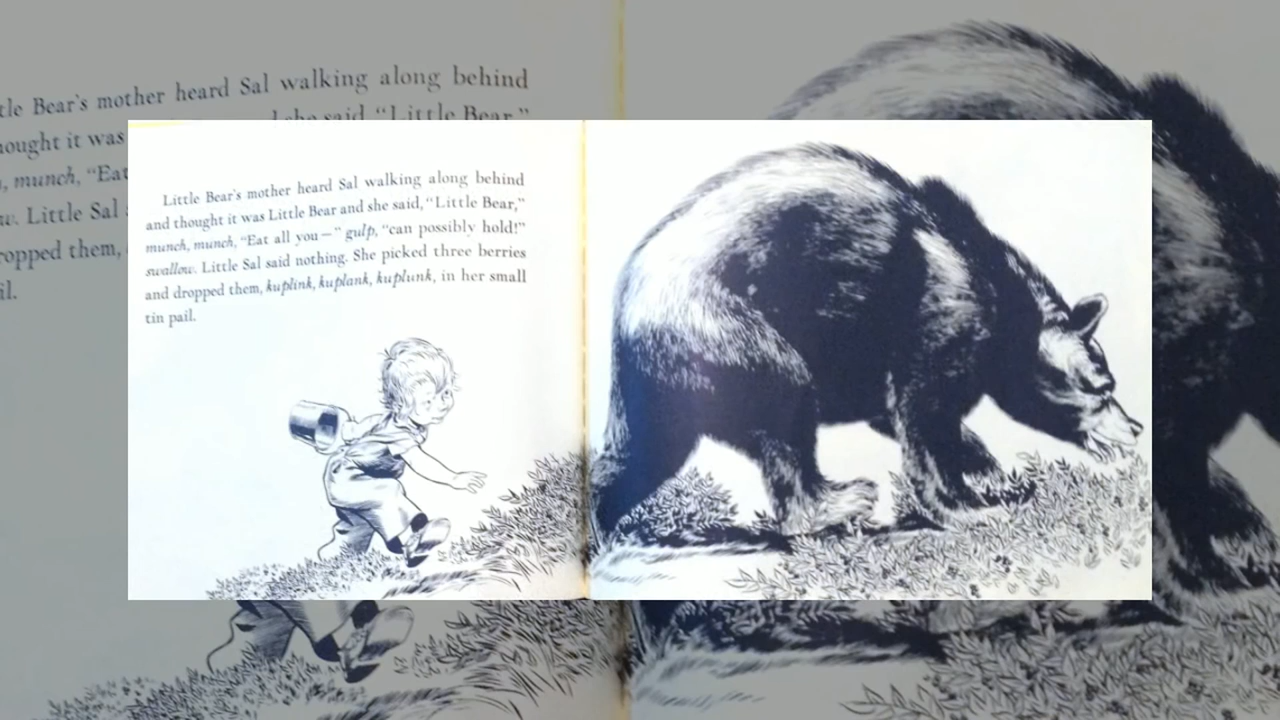 Little Bear's mother heard Sal walking along behind
and thought it was Little Bear and she said, "Little Bear,"
munch, munch, "Eat all you—" gulp, "can possibly hold!"
swallow. Little Sal said nothing. She picked three berries
and dropped them, kuplink, kuplank, kuplunk, in her small
tin pail.